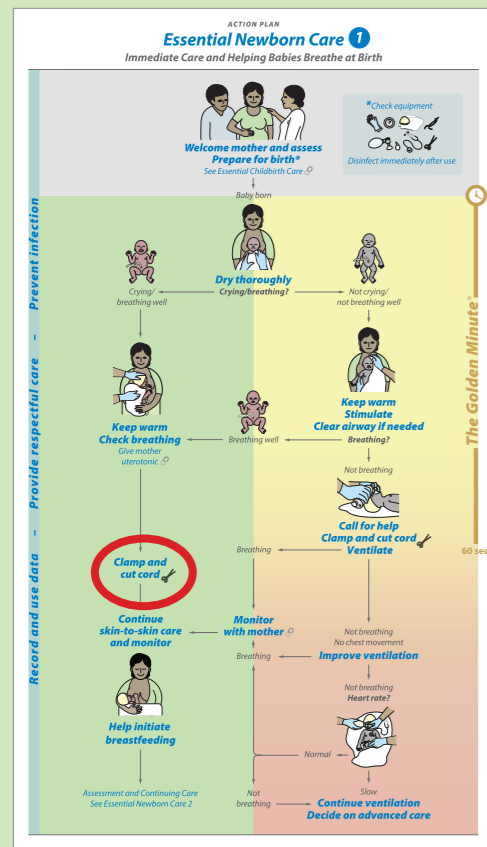 ACTION PLAN
Essential Newborn Care 1
Immediate Care and Helping Babies Breathe at Birth
*Check equipment
Disinfect immediately after use
Welcome mother and assess
Prepare for birth*
See Essential Childbirth Care
Baby born
Dry thoroughly
Crying/breathing?
Crying/
breathing well
Not crying/
not breathing well
Keep warm
Stimulate
Clear airway if needed
Breathing?
Keep warm
Check breathing
Give mother
uterotonic
Breathing well
Not breathing
Call for help
Clamp and cut cord
Ventilate
Breathing
Clamp and
cut cord
Continue
skin-to-skin care
and monitor
Monitor
with mother
Not breathing
No chest movement
Breathing
Improve ventilation
Not breathing
Heart rate?
Help initiate
breastfeeding
Normal
Slow
Assessment and Continuing Care
See Essential Newborn Care 2
Not
breathing
Continue ventilation
Decide on advanced care
Record and use data – Provide respectful care – Prevent infection
The Golden Minute®
60 sec